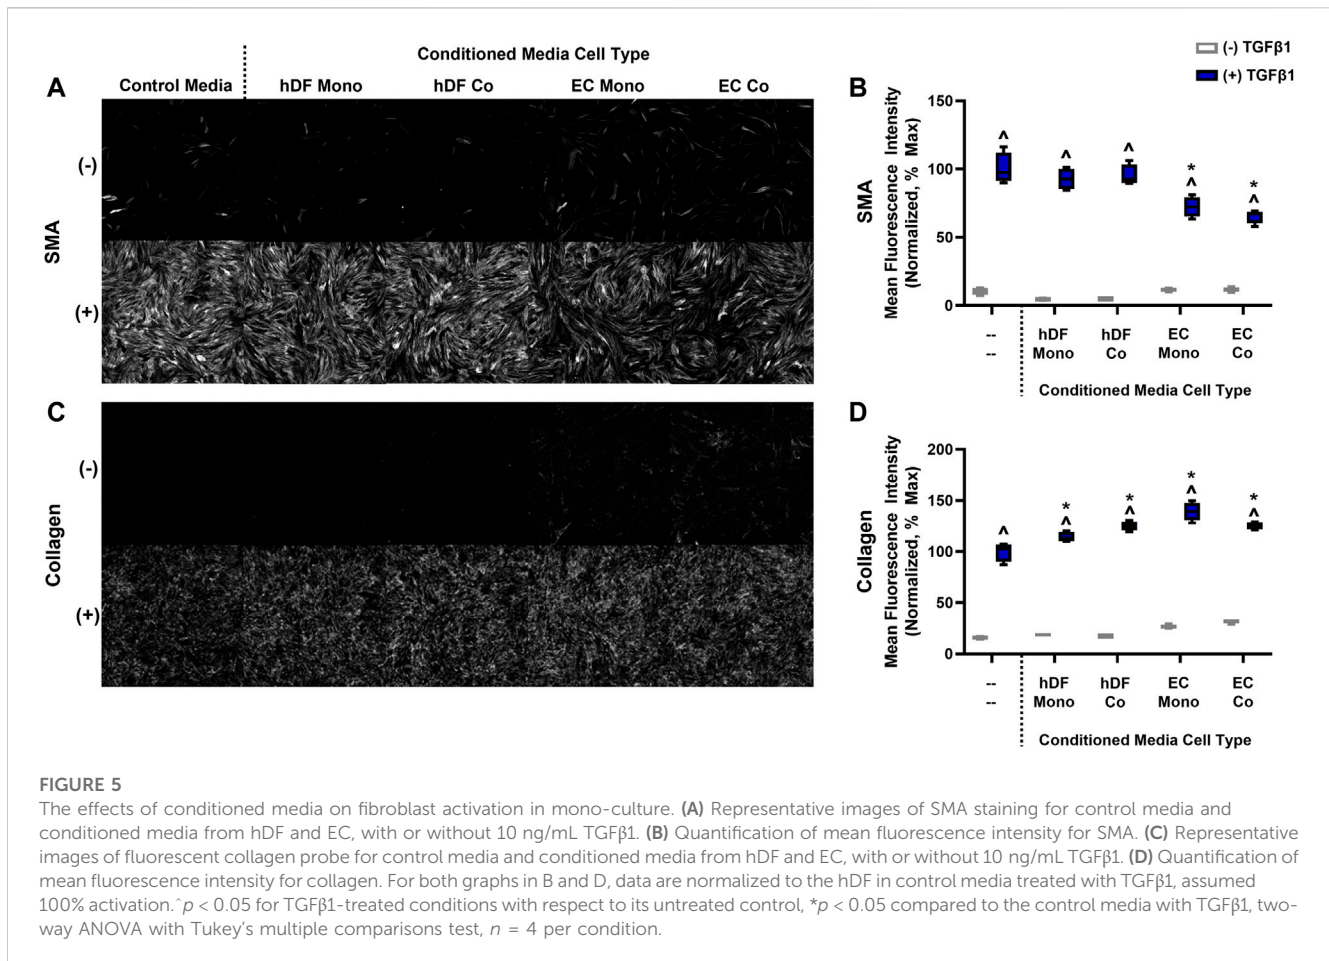 Conditioned Media Cell Type
A
Control Media
hDF Mono
hDF Co
EC Mono
EC Co
(-)
SMA
(+)
(-) TGFβ1
(+) TGFβ1
B
SMA
Mean Fluorescence Intensity
(Normalized, % Max)
150
100
50
0
^
^
^
*
^
*
^
--
--
hDF
Mono
hDF
Co
EC
Mono
EC
Co
Conditioned Media Cell Type
C
(-)
Collagen
(+)
D
Collagen
Mean Fluorescence Intensity
(Normalized, % Max)
200
150
100
50
0
^
*
^
*
^
*
^
*
^
--
--
hDF
Mono
hDF
Co
EC
Mono
EC
Co
Conditioned Media Cell Type
FIGURE 5
The effects of conditioned media on fibroblast activation in mono-culture. (A) Representative images of SMA staining for control media and
conditioned media from hDF and EC, with or without 10 ng/mL TGFβ1. (B) Quantification of mean fluorescence intensity for SMA. (C) Representative
images of fluorescent collagen probe for control media and conditioned media from hDF and EC, with or without 10 ng/mL TGFβ1. (D) Quantification of
mean fluorescence intensity for collagen. For both graphs in B and D, data are normalized to the hDF in control media treated with TGFβ1, assumed
100% activation. ^p < 0.05 for TGFβ1-treated conditions with respect to its untreated control, *p < 0.05 compared to the control media with TGFβ1, two-
way ANOVA with Tukey’s multiple comparisons test, n = 4 per condition.